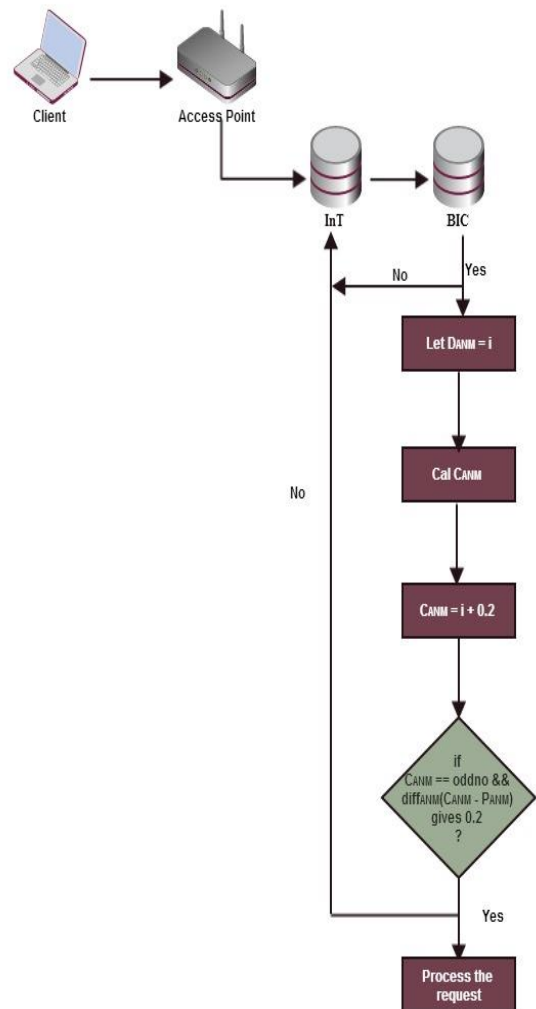 Client
Access Point
InT
BIC
No
Yes
Let DANM = i
Cal CANM
No
CANM = i + 0.2
if
CANM == oddno &&
diffANM(CANM - PANM)
gives 0.2
?
Yes
Process the
request